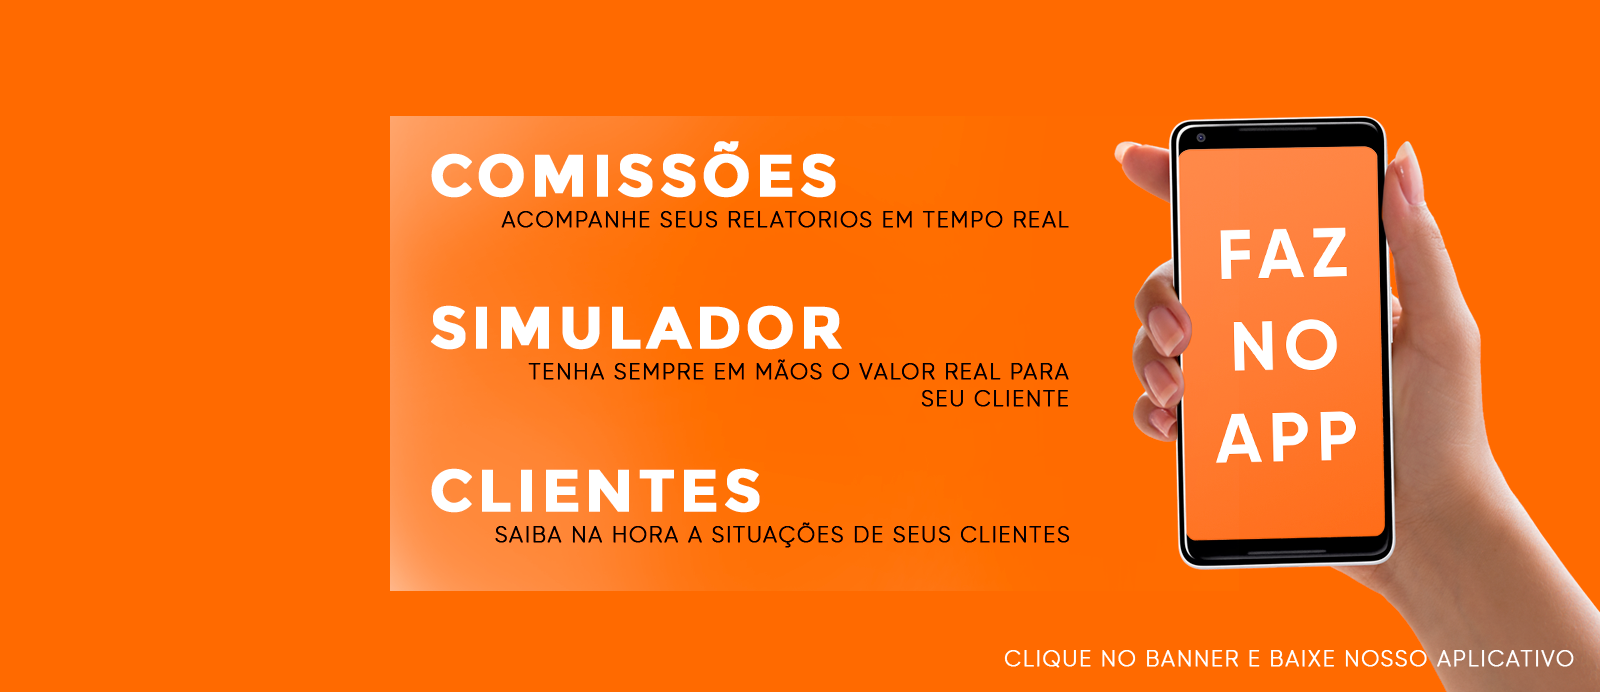 COMISSÕES
ACOMPANHE SEUS RELATORIOS EM TEMPO REAL
SIMULADOR
TENHA SEMPRE EM MÃOS O VALOR REAL PARA
SEU CLIENTE
CLIENTES
SAIBA NA HORA A SITUAÇÕES DE SEUS CLIENTES
FAZ
NO
APP
CLIQUE NO BANNER E BAIXE NOSSO APLICATIVO